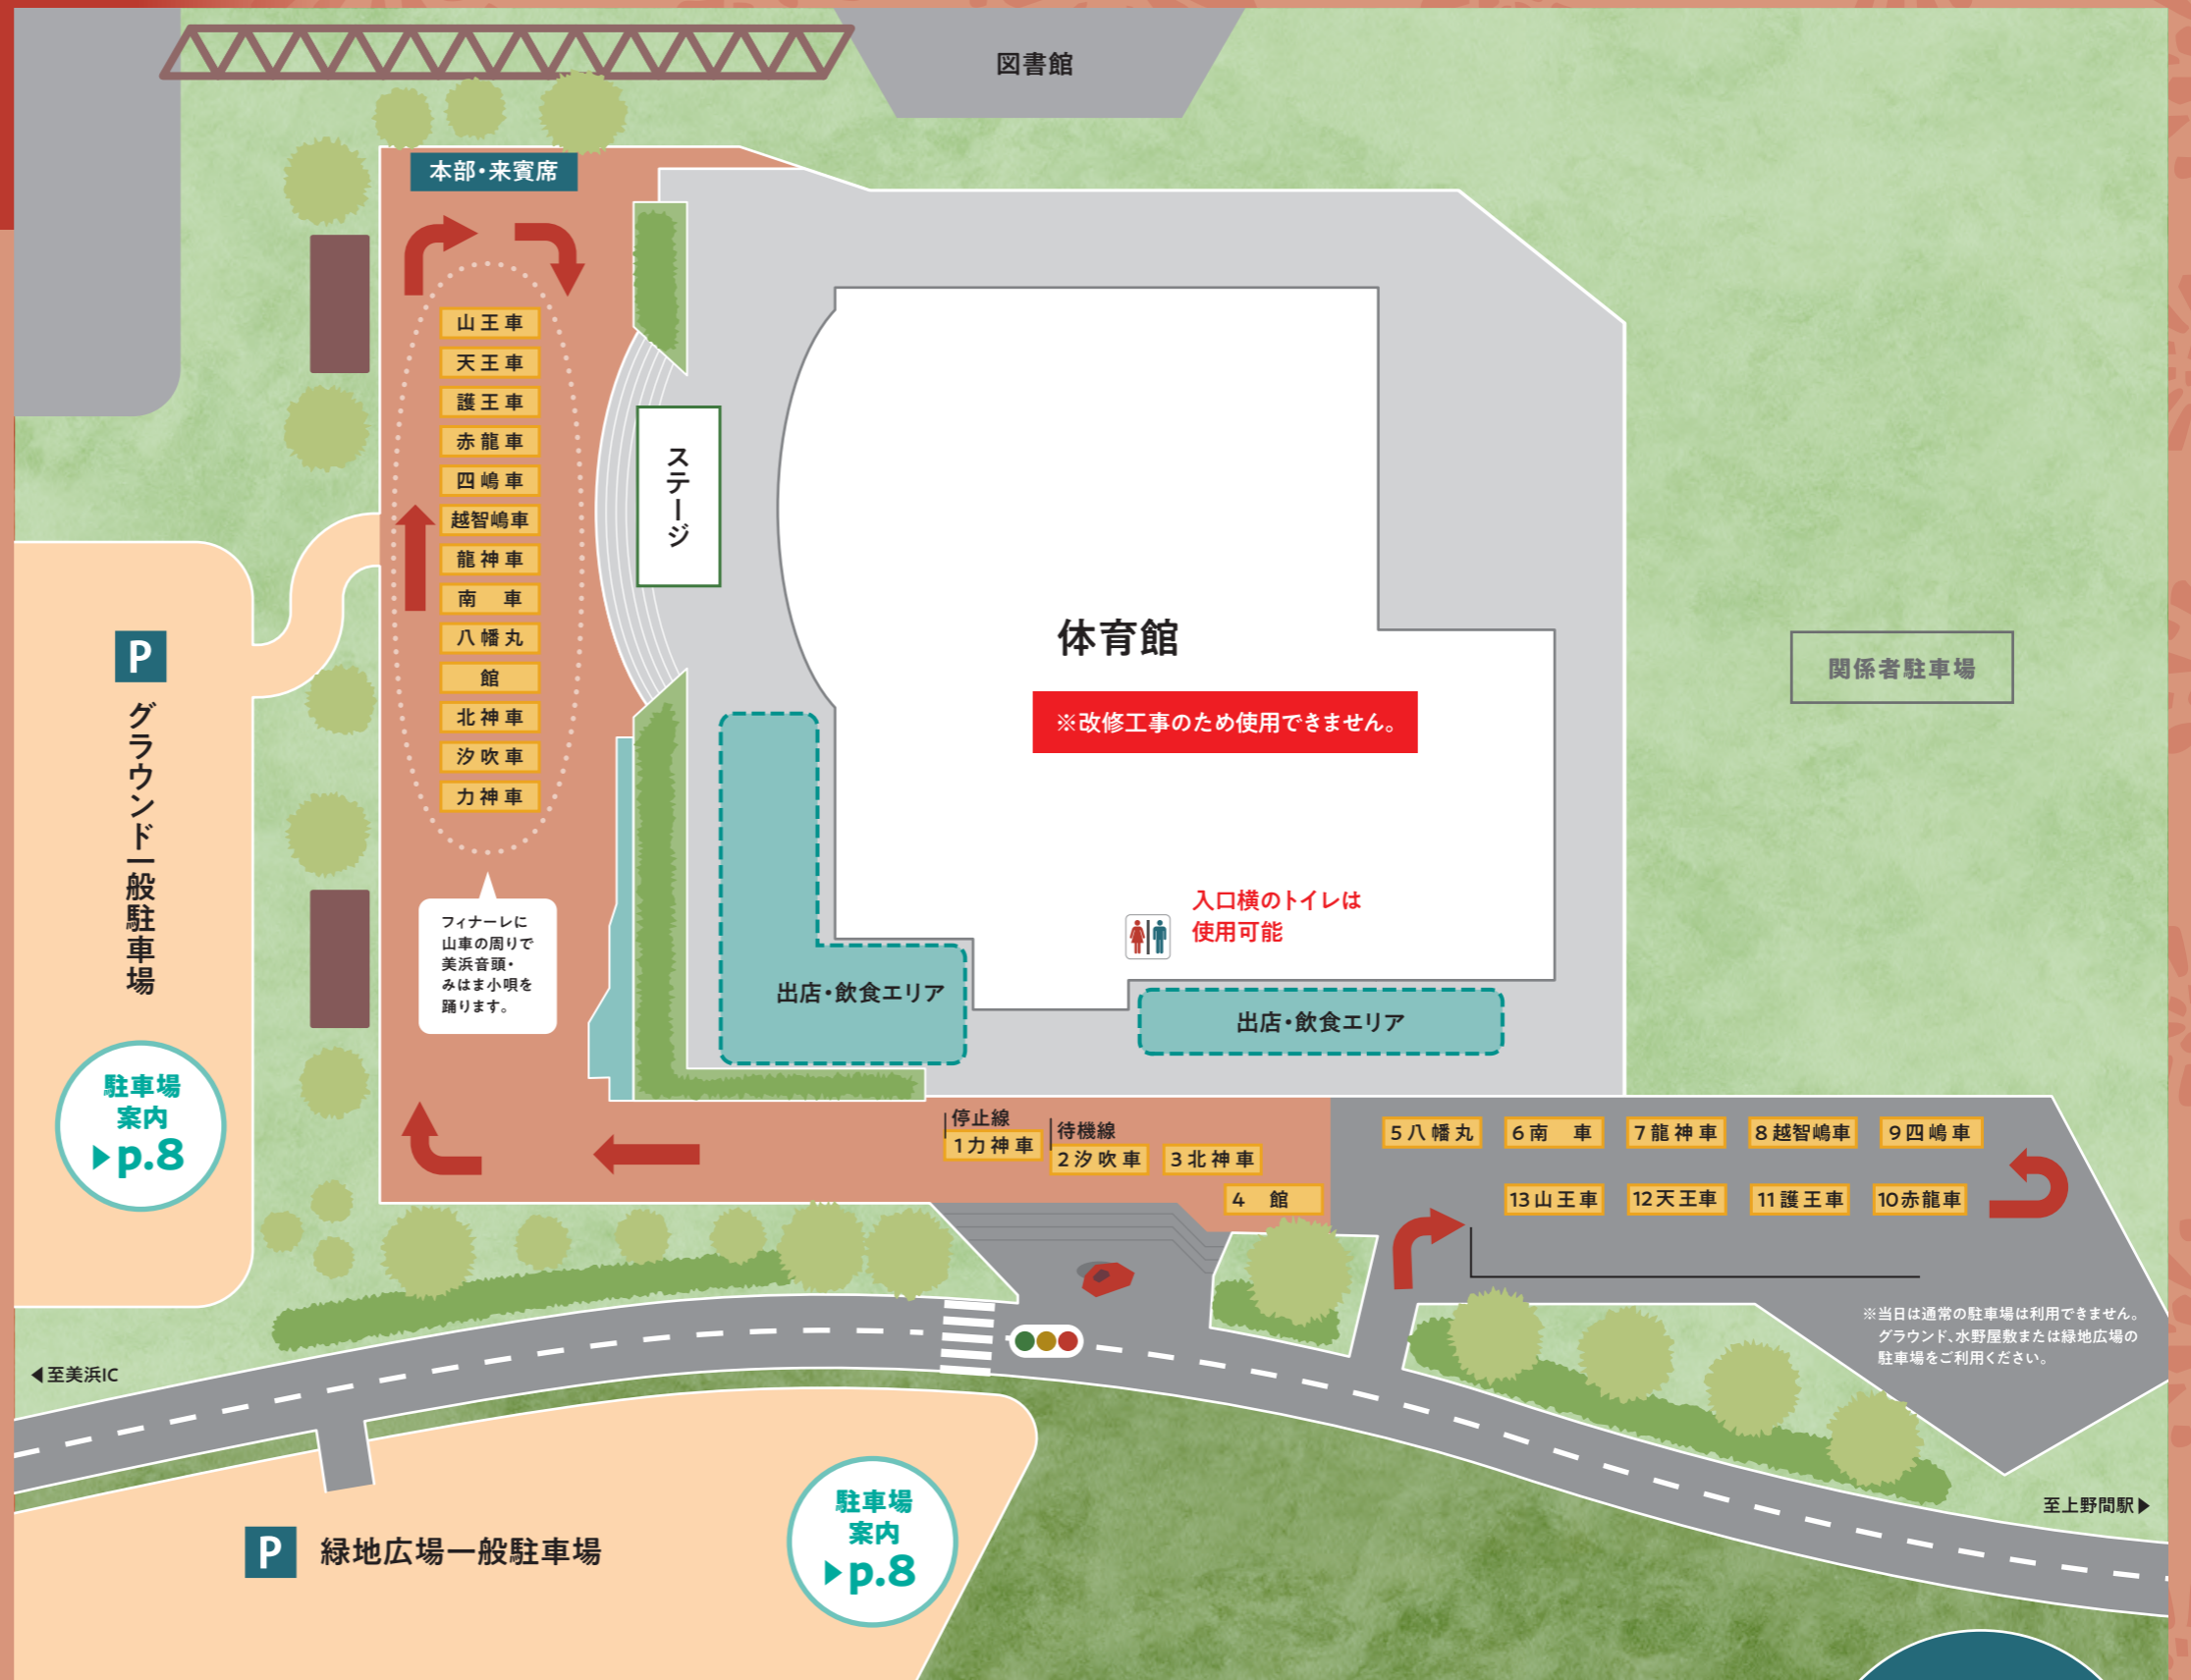 図書館
本部・来賓席
山王車
天王車
護王車
赤龍車
四嶋車
越智嶋車
龍神車
南 車
八幡丸
館
北神車
汐吹車
力神車
ステージ
体育館
※改修工事のため使用できません。
関係者駐車場
P
グラウンド一般駐車場
フィナーレに
山車の周りで
美浜音頭・
みはま小唄を
踊ります。
入口横のトイレは
使用可能
出店・飲食エリア
出店・飲食エリア
駐車場
案内
▶p.8
停止線
1力神車
待機線
2汐吹車
3北神車
4 館
5八幡丸
6南 車
7龍神車
8越智嶋車
9四嶋車
13山王車
12天王車
11護王車
10赤龍車
※当日は通常の駐車場は利用できません。
グラウンド、水野屋敷または緑地広場の
駐車場をご利用ください。
◀至美浜IC
至上野間駅▶
P
緑地広場一般駐車場
駐車場
案内
▶p.8